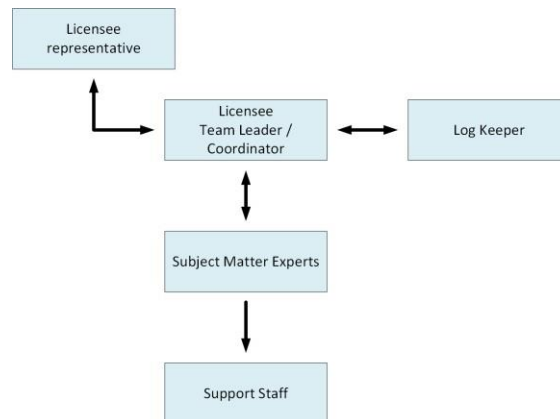 Licensee
representative
Licensee
Team Leader /
Coordinator
Log Keeper
Subject Matter Experts
Support Staff